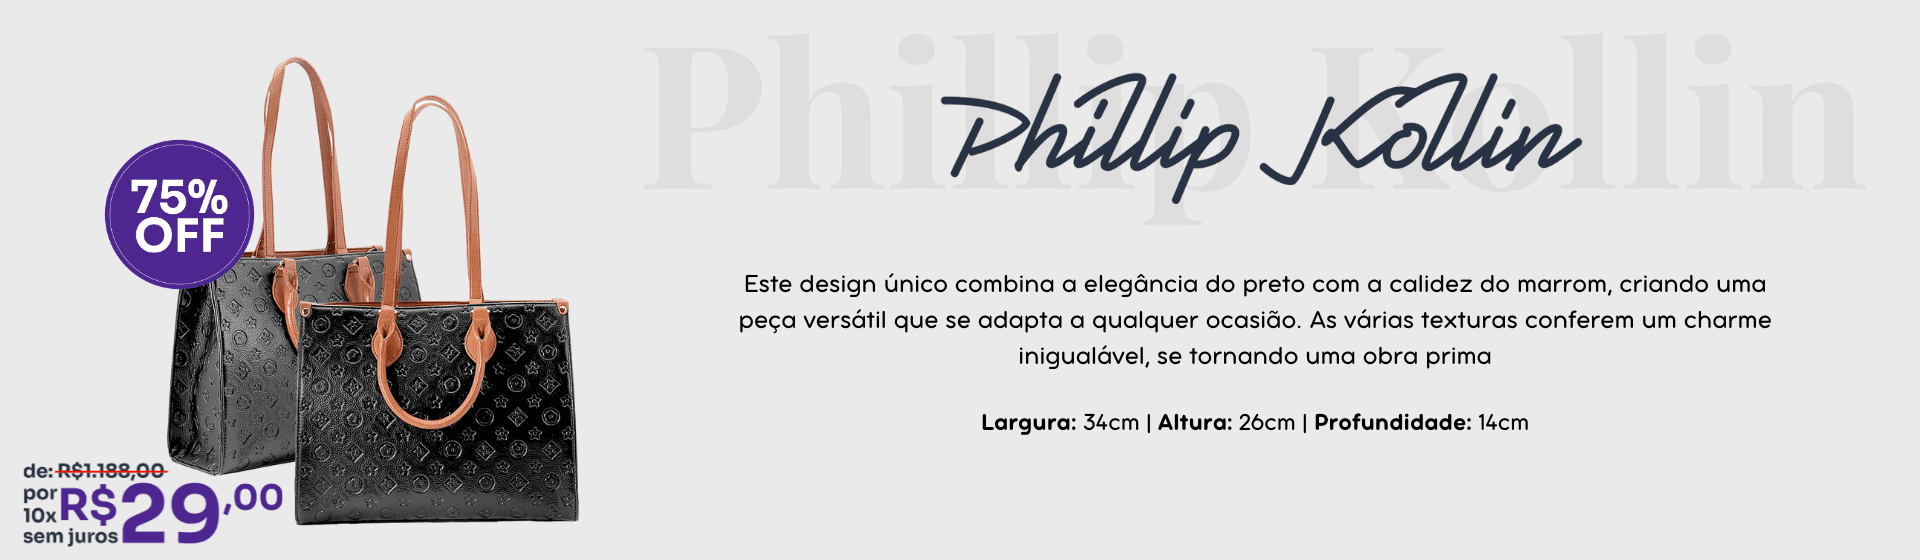 Phillip Kollin
Phillip Kollin
75%
OFF
Este design único combina a elegância do preto com a calidez do marrom, criando uma
peça versátil que se adapta a qualquer ocasião. As várias texturas conferem um charme
inigualável, se tornando uma obra prima
Largura: 34cm | Altura: 26cm | Profundidade: 14cm
de: R$1.188,00
por
10x R$29,00
sem juros